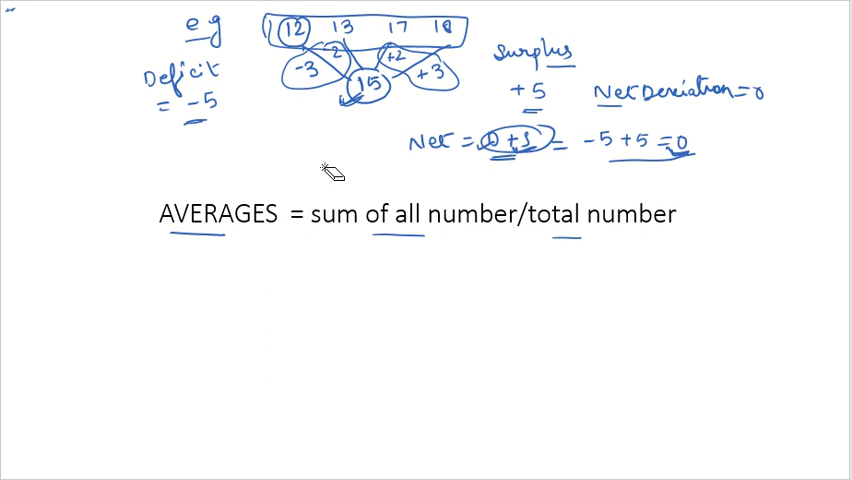 eg 12 13 17 18
-3 -2 +2 +3
15
Deficit
= -5
Surplus
+5
Net Derciation = 0
Net = D+S = -5+5=0
AVERAGES = sum of all number/total number